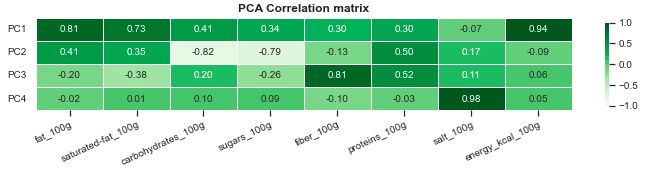 PCA Correlation matrix
PC1 0.81 0.73 0.41 0.34 0.30 0.30 -0.07 0.94
PC2 0.41 0.35 -0.82 -0.79 -0.13 0.50 0.17 -0.09
PC3 -0.20 -0.38 0.20 -0.26 0.81 0.52 0.11 0.06
PC4 -0.02 0.01 0.10 0.09 -0.10 -0.03 0.98 0.05
fat_100g saturated-fat_100g carbohydrates_100g sugars_100g fiber_100g proteins_100g salt_100g energy_kcal_100g
1.0
0.5
0.0
−0.5
−1.0